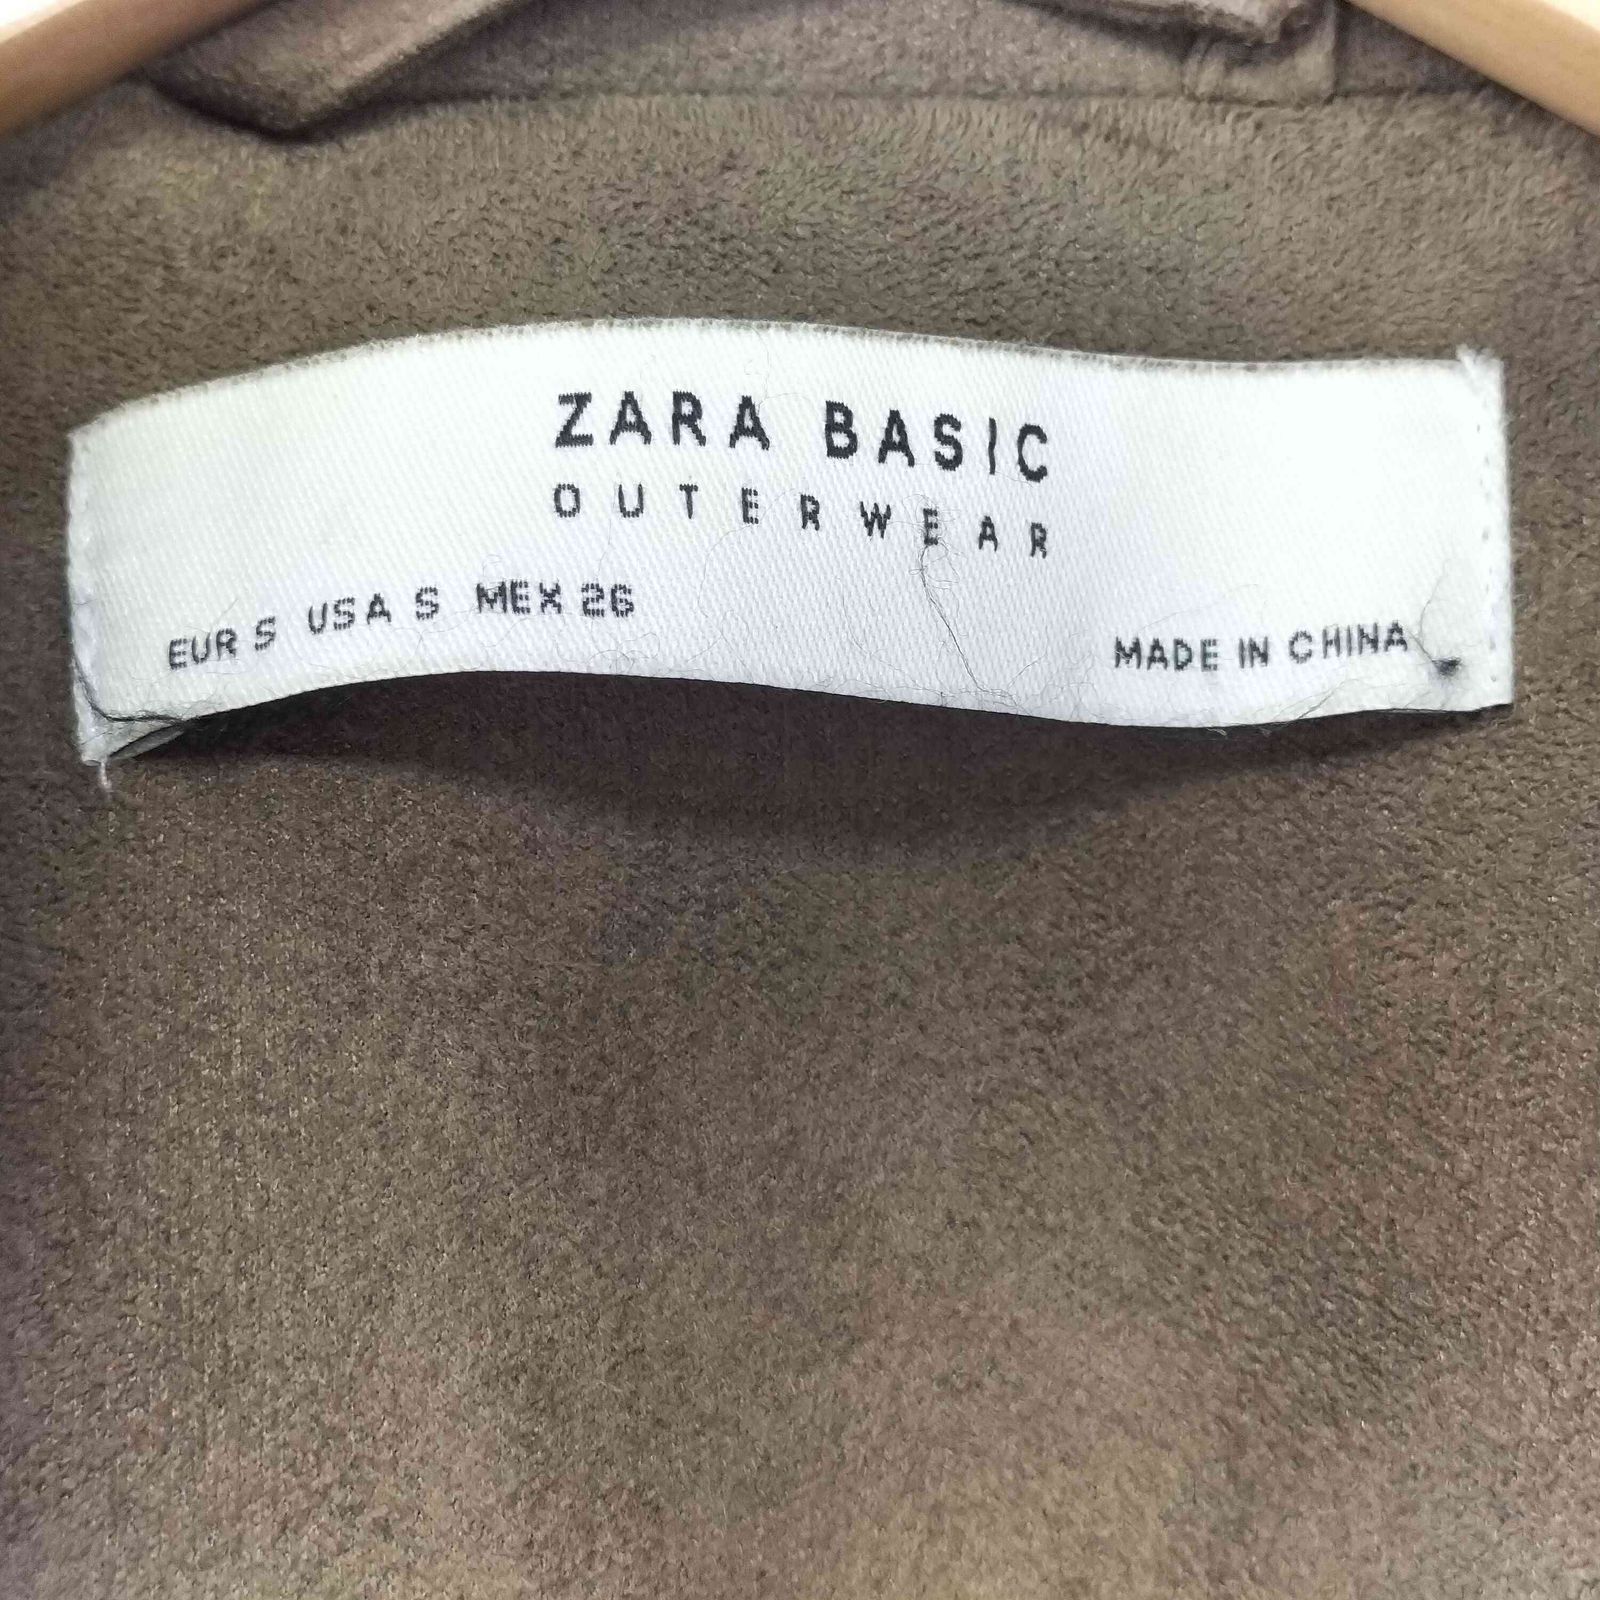 ZARA BASIC
OUTERWEAR
EUR S USA S MEX 26
MADE IN CHINA